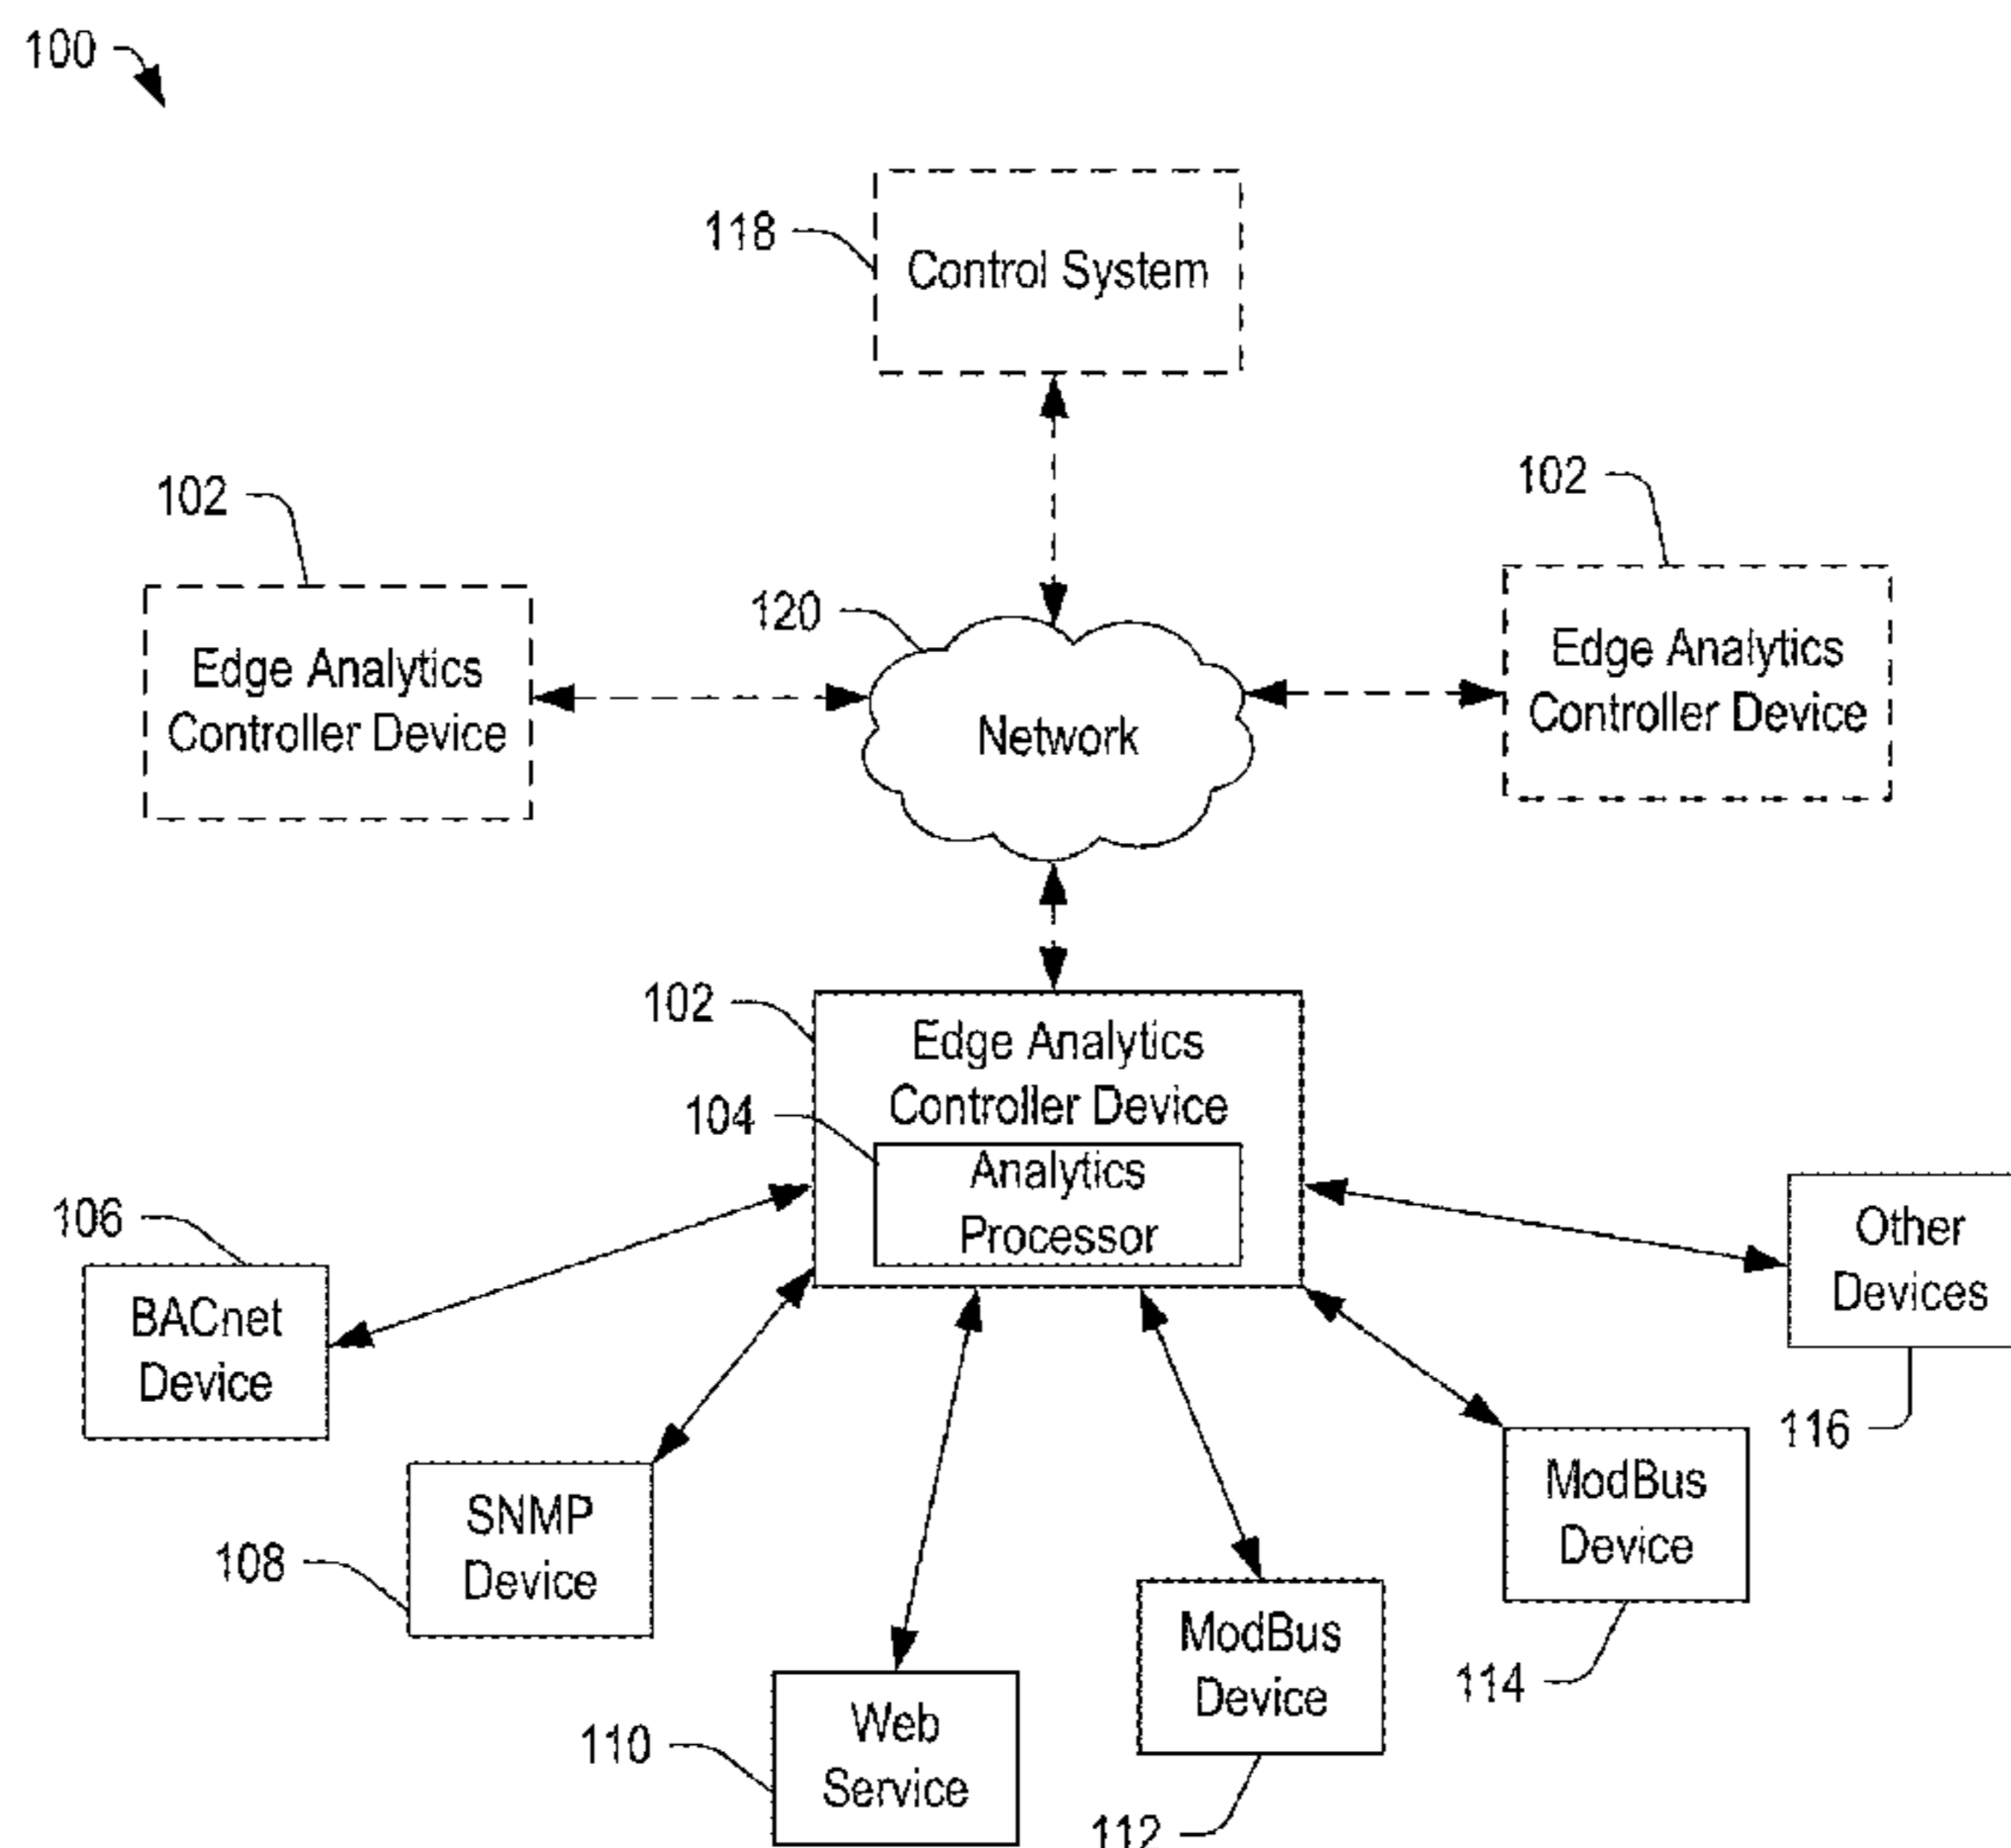 100
118
Control System
102
102
Edge Analytics
Controller Device
120
Network
Edge Analytics
Controller Device
102
Edge Analytics
Controller Device
104
Analytics
Processor
106
BACnet
Device
Other
Devices
116
108
SNMP
Device
ModBus
Device
114
110
Web
Service
ModBus
Device
112